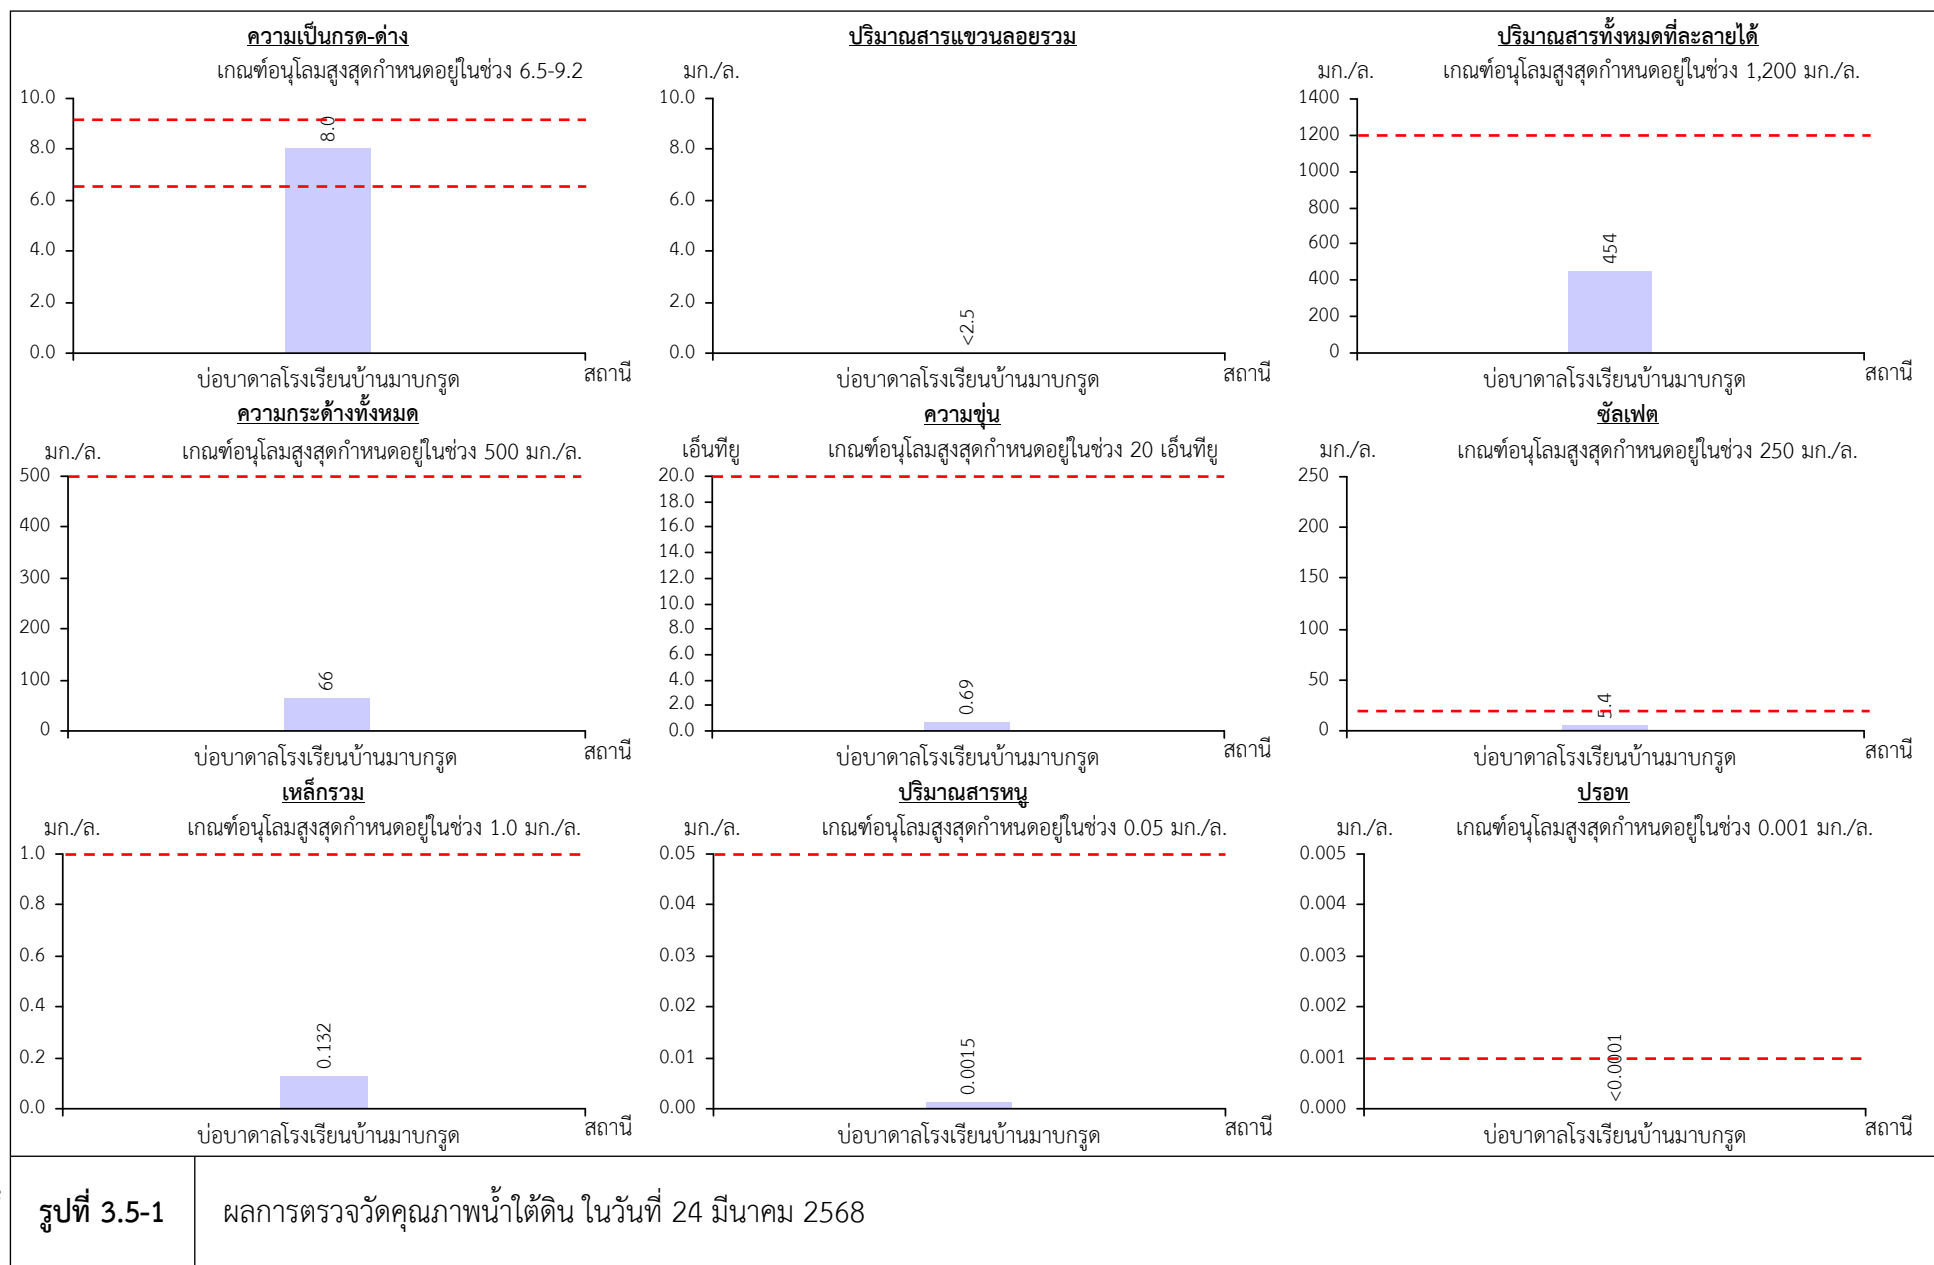 ความเป็นกรด-ด่าง
เกณฑ์อนุโลมสูงสุดกำหนดอยู่ในช่วง 6.5-9.2
10.0
8.0
6.0
4.0
2.0
0.0
8.0
บ่อบาดาลโรงเรียนบ้านมาบกรูด
สถานี
ปริมาณสารแขวนลอยรวม
มก./ล.
10.0
8.0
6.0
4.0
2.0
0.0
<2.5
บ่อบาดาลโรงเรียนบ้านมาบกรูด
สถานี
ปริมาณสารทั้งหมดที่ละลายได้
มก./ล.
เกณฑ์อนุโลมสูงสุดกำหนดอยู่ในช่วง 1,200 มก./ล.
1400
1200
1000
800
600
400
200
0
454
บ่อบาดาลโรงเรียนบ้านมาบกรูด
สถานี
ความกระด้างทั้งหมด
มก./ล.
เกณฑ์อนุโลมสูงสุดกำหนดอยู่ในช่วง 500 มก./ล.
500
400
300
200
100
0
66
บ่อบาดาลโรงเรียนบ้านมาบกรูด
สถานี
ความขุ่น
เอ็นทียู
เกณฑ์อนุโลมสูงสุดกำหนดอยู่ในช่วง 20 เอ็นทียู
20.0
18.0
16.0
14.0
12.0
10.0
8.0
6.0
4.0
2.0
0.0
0.69
บ่อบาดาลโรงเรียนบ้านมาบกรูด
สถานี
ซัลเฟต
มก./ล.
เกณฑ์อนุโลมสูงสุดกำหนดอยู่ในช่วง 250 มก./ล.
250
200
150
100
50
0
5.4
บ่อบาดาลโรงเรียนบ้านมาบกรูด
สถานี
เหล็กรวม
มก./ล.
เกณฑ์อนุโลมสูงสุดกำหนดอยู่ในช่วง 1.0 มก./ล.
1.0
0.8
0.6
0.4
0.2
0.0
0.132
บ่อบาดาลโรงเรียนบ้านมาบกรูด
สถานี
ปริมาณสารหนู
มก./ล.
เกณฑ์อนุโลมสูงสุดกำหนดอยู่ในช่วง 0.05 มก./ล.
0.05
0.04
0.03
0.02
0.01
0.00
0.0015
บ่อบาดาลโรงเรียนบ้านมาบกรูด
สถานี
ปรอท
มก./ล.
เกณฑ์อนุโลมสูงสุดกำหนดอยู่ในช่วง 0.001 มก./ล.
0.005
0.004
0.003
0.002
0.001
0.000
<0.0001
บ่อบาดาลโรงเรียนบ้านมาบกรูด
สถานี
รูปที่ 3.5-1
ผลการตรวจวัดคุณภาพน้ำใต้ดิน ในวันที่ 24 มีนาคม 2568